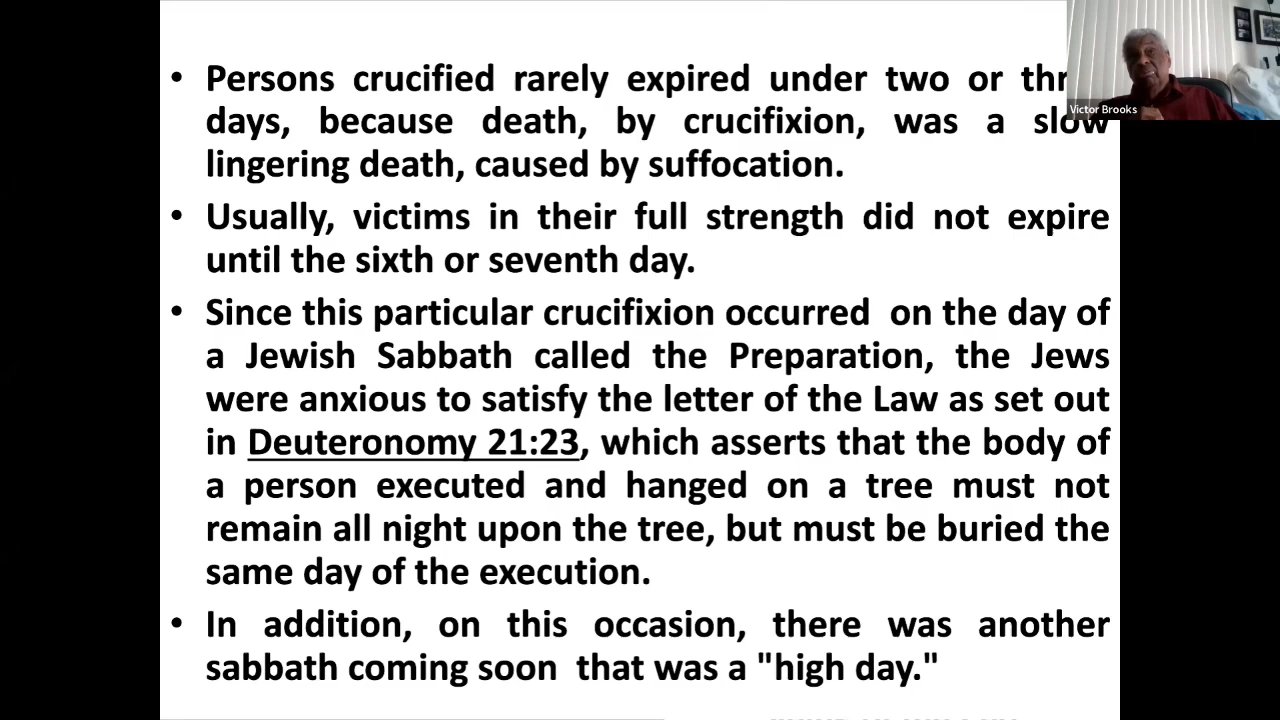 • Persons crucified rarely expired under two or
days, because death, by crucifixion, was a slow
lingering death, caused by suffocation.
• Usually, victims in their full strength did not expire
until the sixth or seventh day.
• Since this particular crucifixion occurred on the day of
a Jewish Sabbath called the Preparation, the Jews
were anxious to satisfy the letter of the Law as set out
in Deuteronomy 21:23, which asserts that the body of
a person executed and hanged on a tree must not
remain all night upon the tree, but must be buried the
same day of the execution.
• In addition, on this occasion, there was another
sabbath coming soon that was a "high day."
Victor Brooks